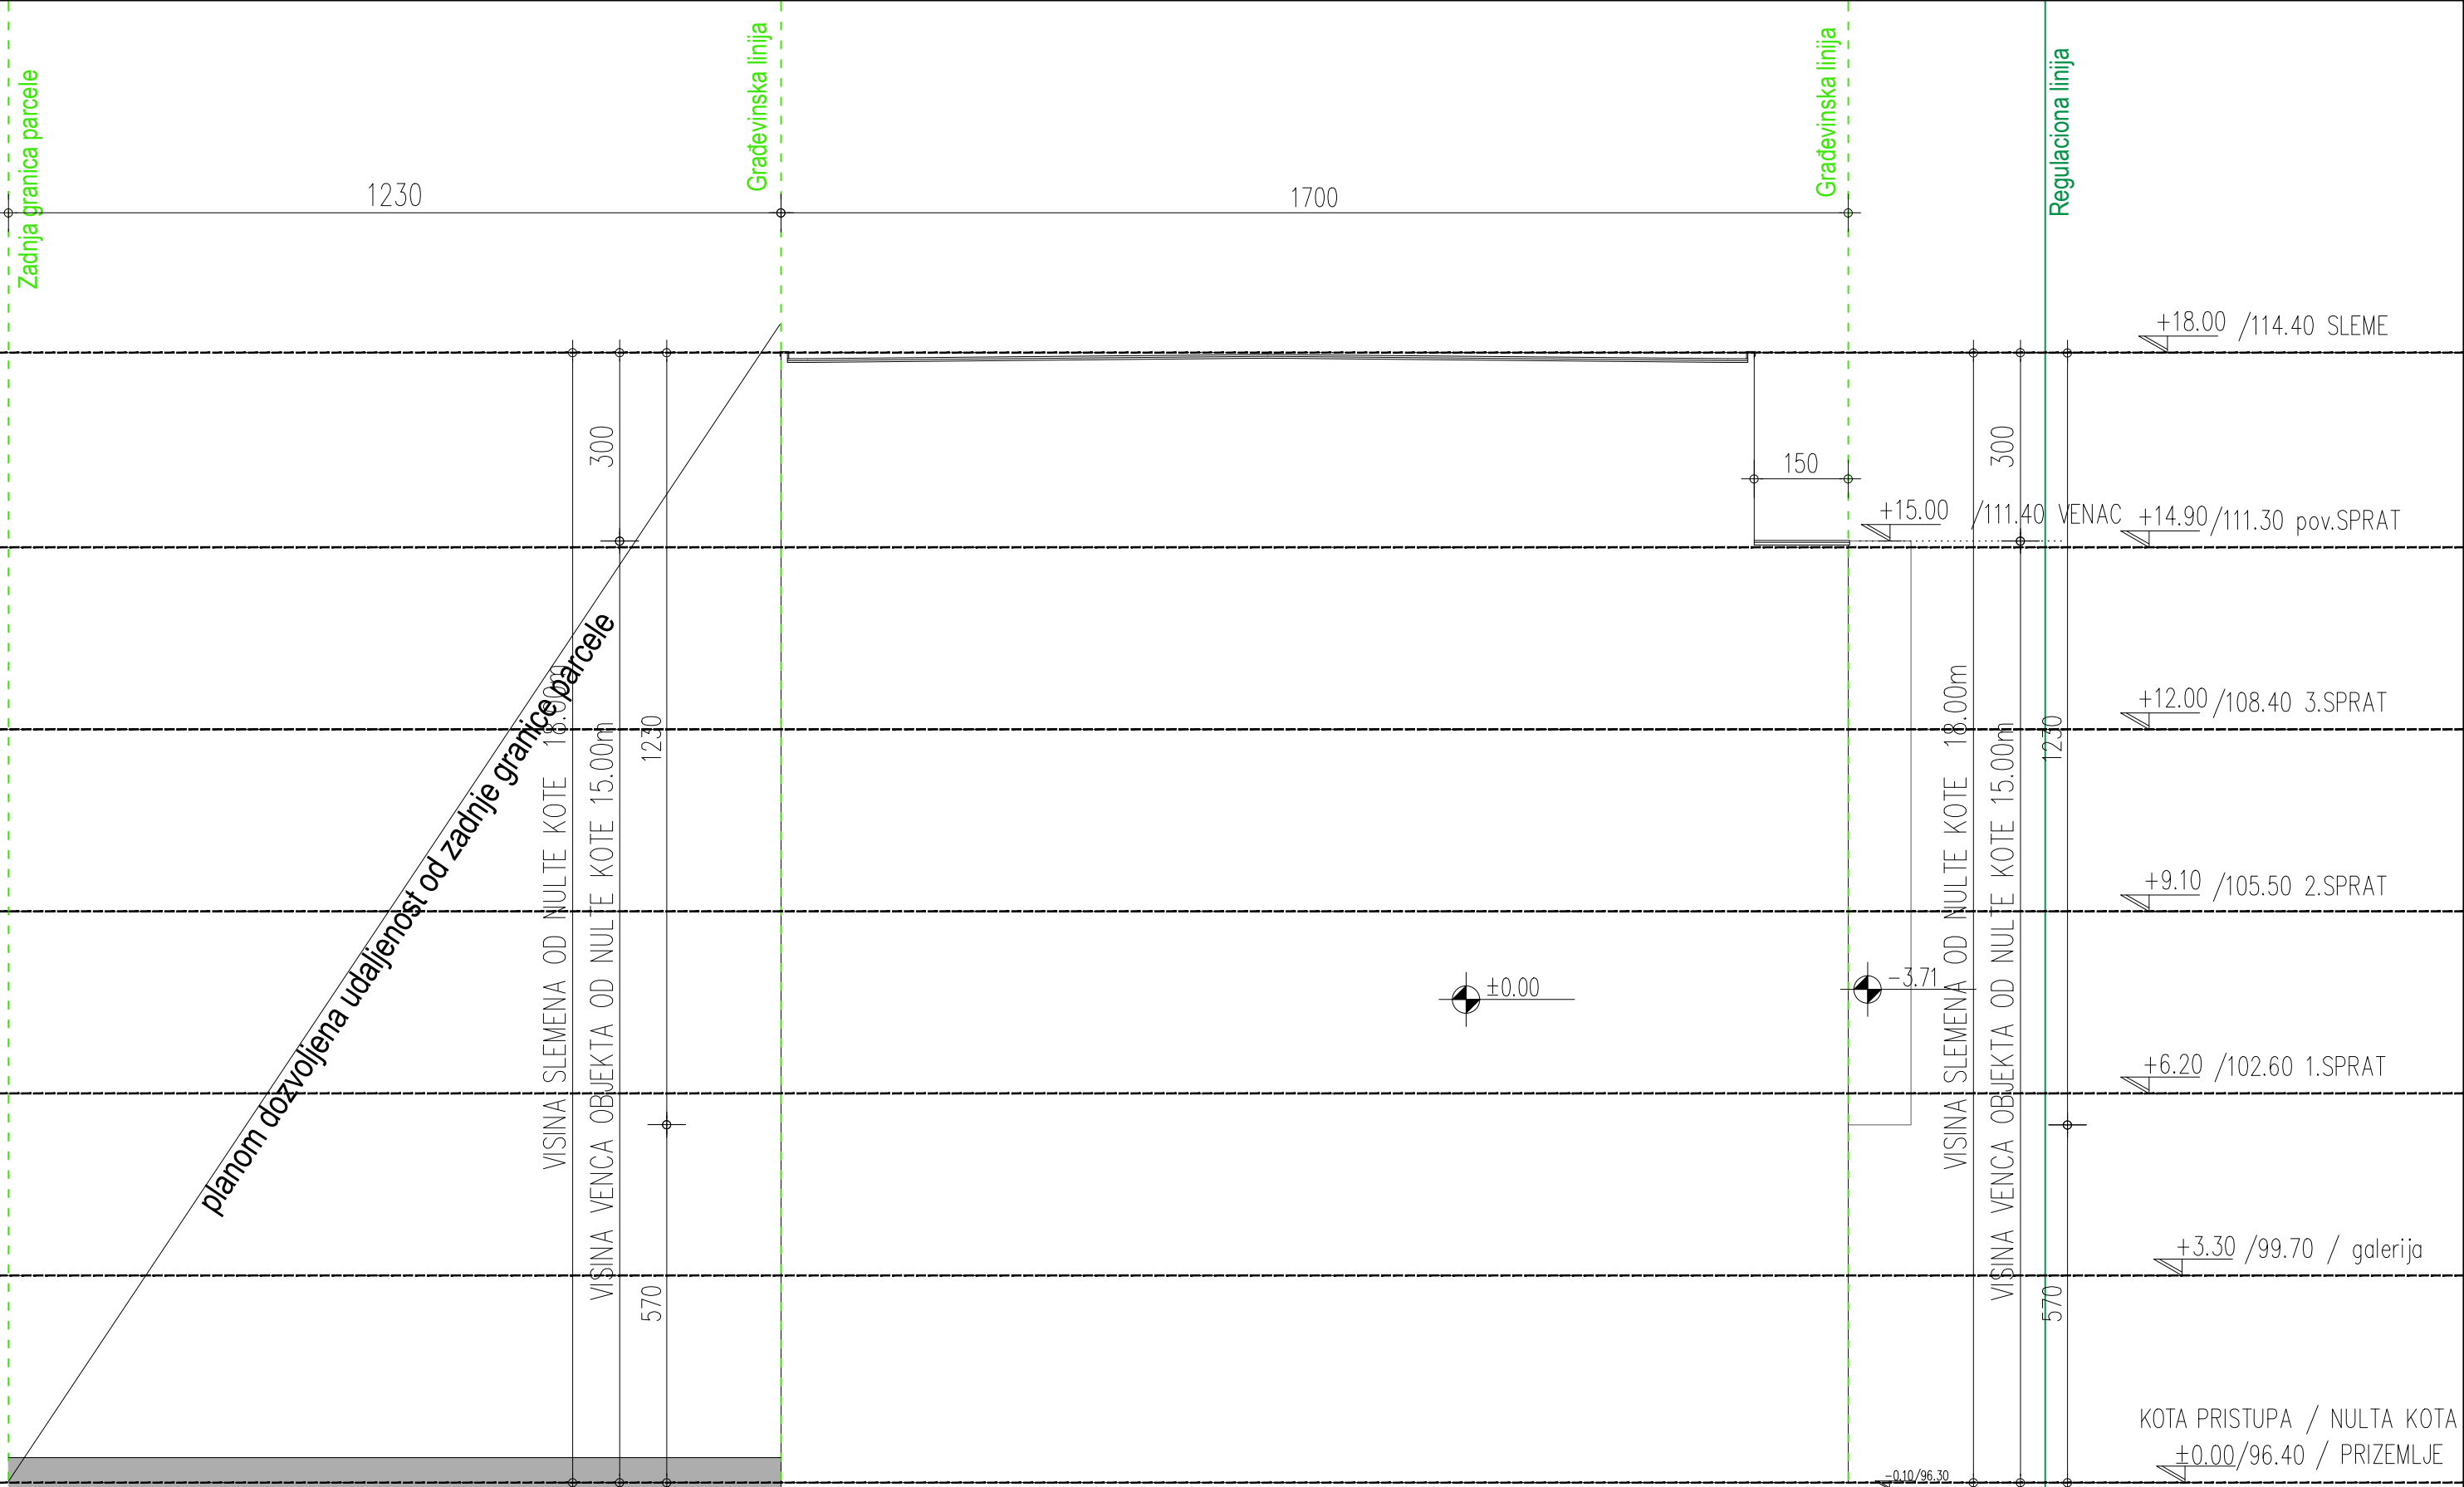 Zadnja granica parcele
Građevinska linija
Građevinska linija
Regulaciona linija
1230
1700
+18.00 /114.40 SLEME
300
300
150
+15.00 /111.40 VENAC
+14.90/111.30 pov.SPRAT
planom dozvoljena udaljenost od zadnje granice parcele
VISINA SLEMENA OD NULTE KOTE 18.00m
VISINA VENCA OBJEKTA OD NULTE KOTE 15.00m
1230
VISINA SLEMENA OD NULTE KOTE 18.00m
VISINA VENCA OBJEKTA OD NULTE KOTE 15.00m
1230
+12.00 /108.40 3.SPRAT
+9.10 /105.50 2.SPRAT
±0.00
-3.71
+6.20 /102.60 1.SPRAT
+3.30 /99.70 / galerija
570
570
KOTA PRISTUPA / NULTA KOTA
±0.00/96.40 / PRIZEMLJE
-0.10/96.30